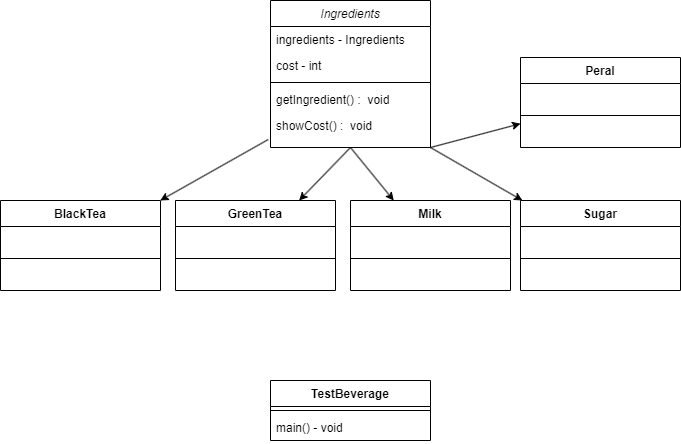 Ingredients
ingredients - Ingredients
cost - int
getIngredient() : void
showCost() : void
Peral
BlackTea
GreenTea
Milk
Sugar
TestBeverage
main() - void